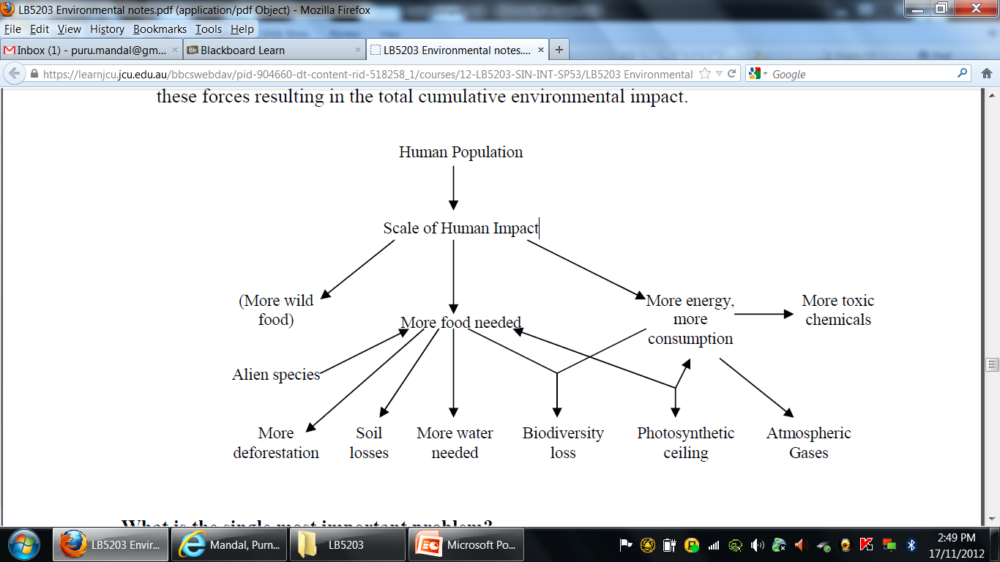 LB5203 Environmental notes.pdf (application/pdf Object) - Mozilla Firefox
File Edit View History Bookmarks Tools Help
Inbox (1) - puru.mandal@gm...
Blackboard Learn
LB5203 Environmental notes....
https://learnjcu.jcu.edu.au/bbcswebdav/pid-904660-dt-content-rid-518258_1/courses/12-LB5203-SIN-INT-SP53/LB5203 Environmental
Google
these forces resulting in the total cumulative environmental impact.
Human Population
Scale of Human Impact
(More wild
food)
More food needed
More energy,
more
consumption
More toxic
chemicals
Alien species
More
deforestation
Soil
losses
More water
needed
Biodiversity
loss
Photosynthetic
ceiling
Atmospheric
Gases
What is the single most important problem?
LB5203 Envir...
Mandal, Purn...
LB5203
Microsoft Po...
2:49 PM
17/11/2012